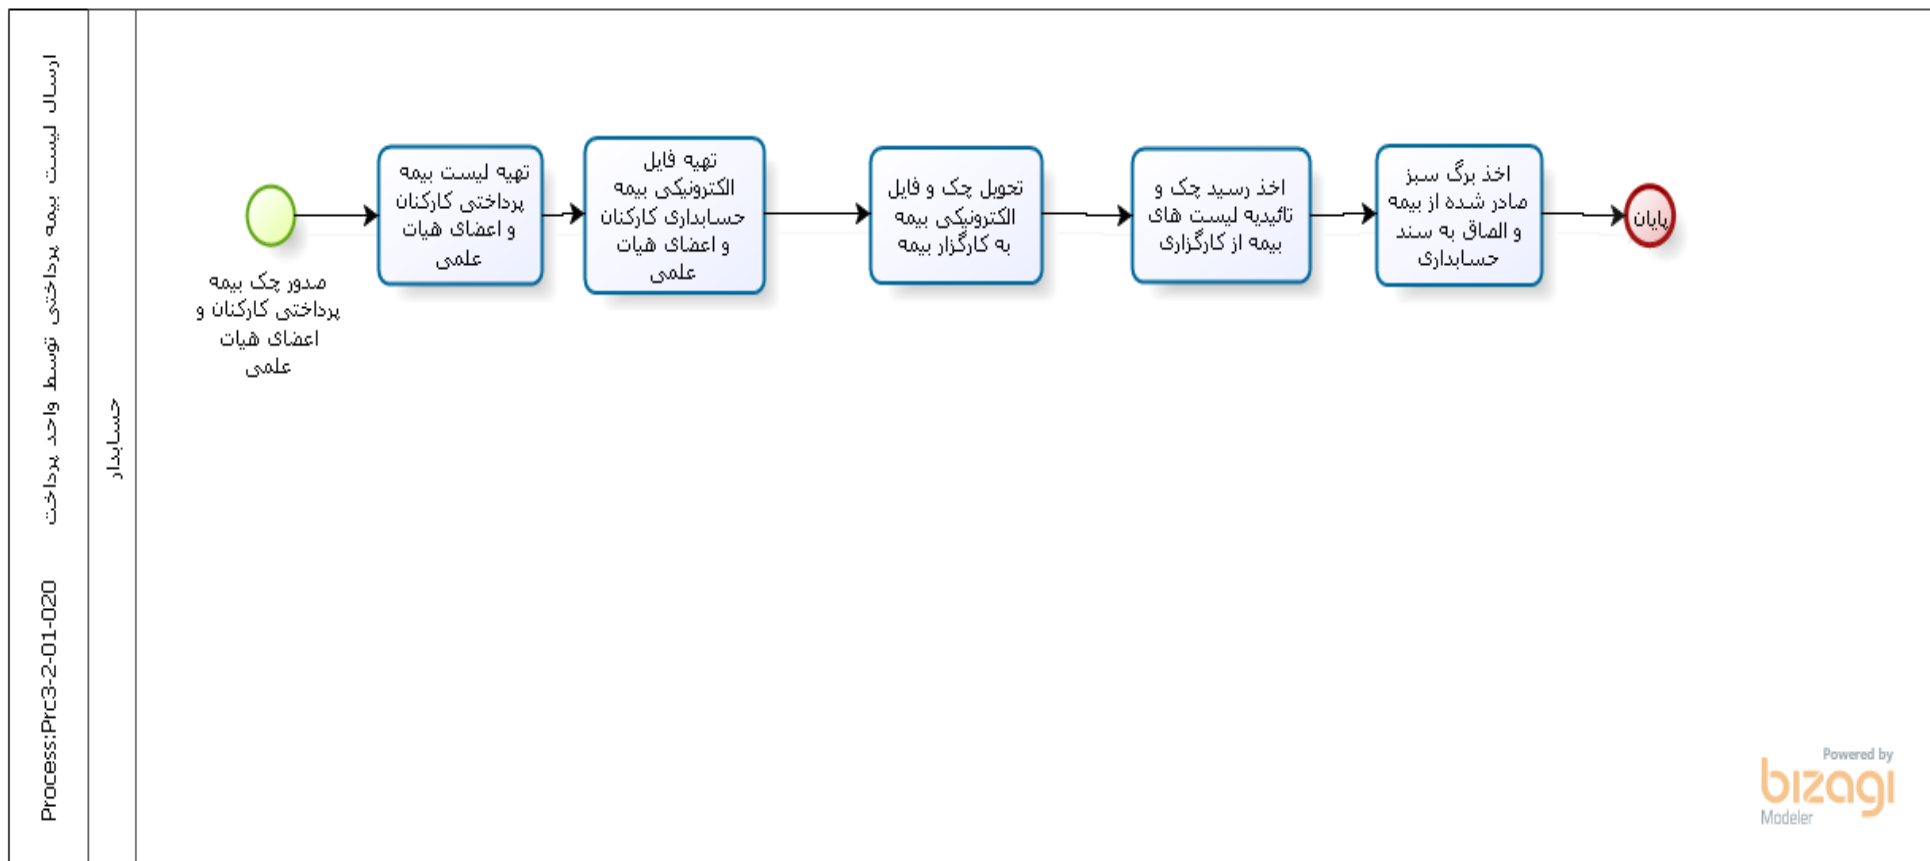 ارسال لیست بیمه پرداختی توسط واحد پرداخت
Process:Prc3-2-01-020
حسابدار
صدور چک بیمه
پرداختی کارکنان و
اعضای هیات
علمی
تهیه لیست بیمه
پرداختی کارکنان
و اعضای هیات
علمی
تهیه فایل
الکترونیکی بیمه
حسابداری کارکنان
و اعضای هیات
علمی
تحویل چک و فایل
الکترونیکی بیمه
به کارگزار بیمه
اخذ رسید چک و
تائیدیه لیست های
بیمه از کارگزاری
اخذ برگ سبز
صادر شده از بیمه
و الصاق به سند
حسابداری
پایان
Powered by
bizagi
Modeler